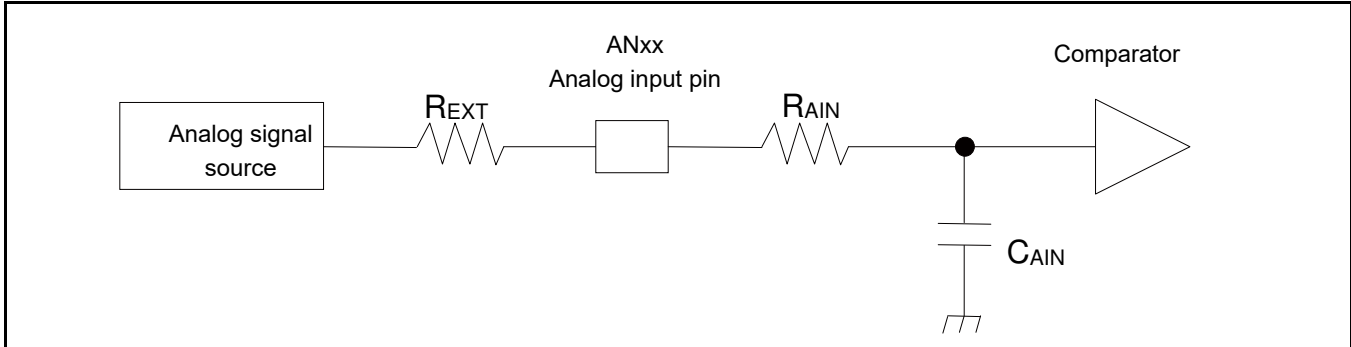 ANxx
Analog input pin
Comparator
Analog signal
source
REXT
RAIN
CAIN